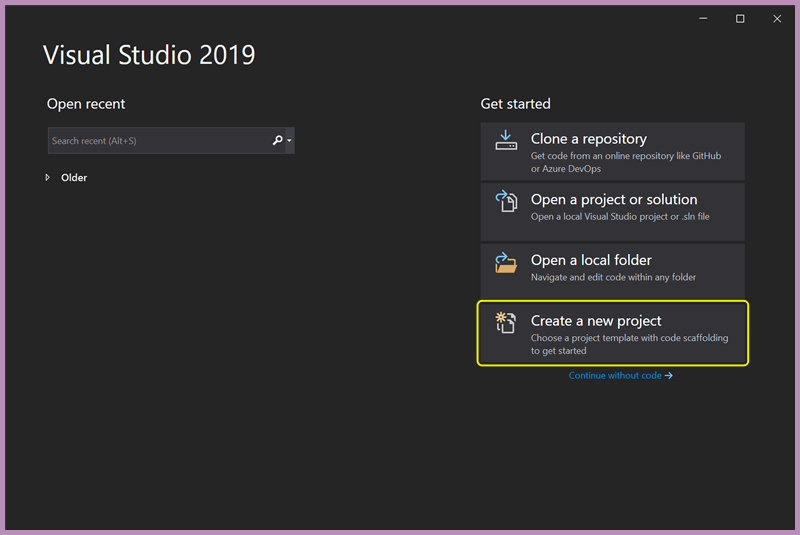 Visual Studio 2019
Open recent
Search recent (Alt+S)
Older
Get started
Clone a repository
Get code from an online repository like GitHub
or Azure DevOps
Open a project or solution
Open a local Visual Studio project or .sln file
Open a local folder
Navigate and edit code within any folder
Create a new project
Choose a project template with code scaffolding
to get started
Continue without code